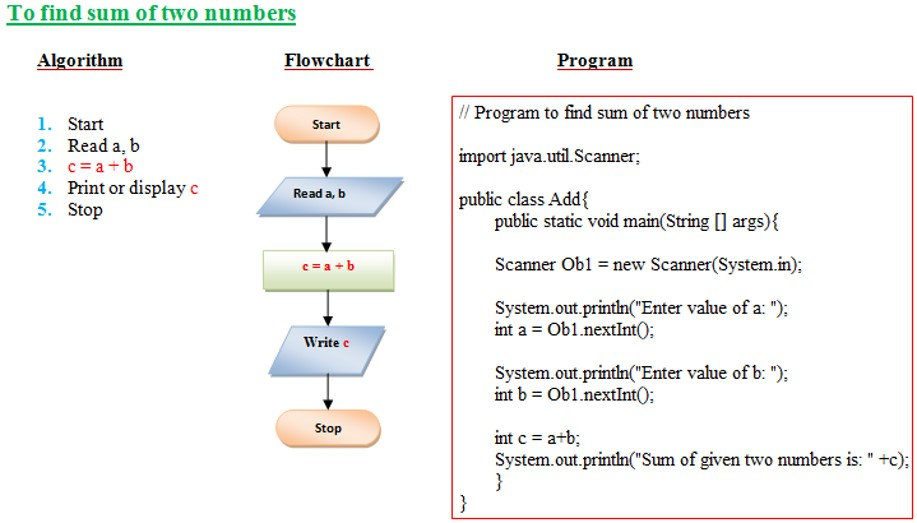 To find sum of two numbers
Algorithm
1. Start
2. Read a, b
3. c = a + b
4. Print or display c
5. Stop
Flowchart
Start
Read a, b
c = a + b
Write c
Stop
Program
// Program to find sum of two numbers
import java.util.Scanner;
public class Add{
public static void main(String [] args){
Scanner Ob1 = new Scanner(System.in);
System.out.println("Enter value of a: ");
int a = Ob1.nextInt();
System.out.println("Enter value of b: ");
int b = Ob1.nextInt();
int c = a+b;
System.out.println("Sum of given two numbers is: " +c);
}
}